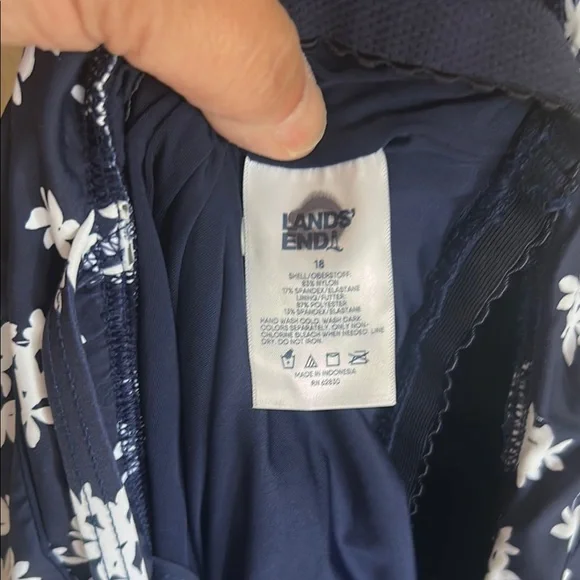 LANDS'
END
18
SHELL/OBERSTOFF:
83% NYLON
17% SPANDEX/ELASTANE
LINING/FUTTER:
87% POLYESTER
13% SPANDEX/ELASTANE
HAND WASH COLD. WASH DARK
COLORS SEPARATELY. ONLY NON-
CHLORINE BLEACH WHEN NEEDED. LINE
DRY. DO NOT IRON.
MADE IN INDONESIA
RN 62830